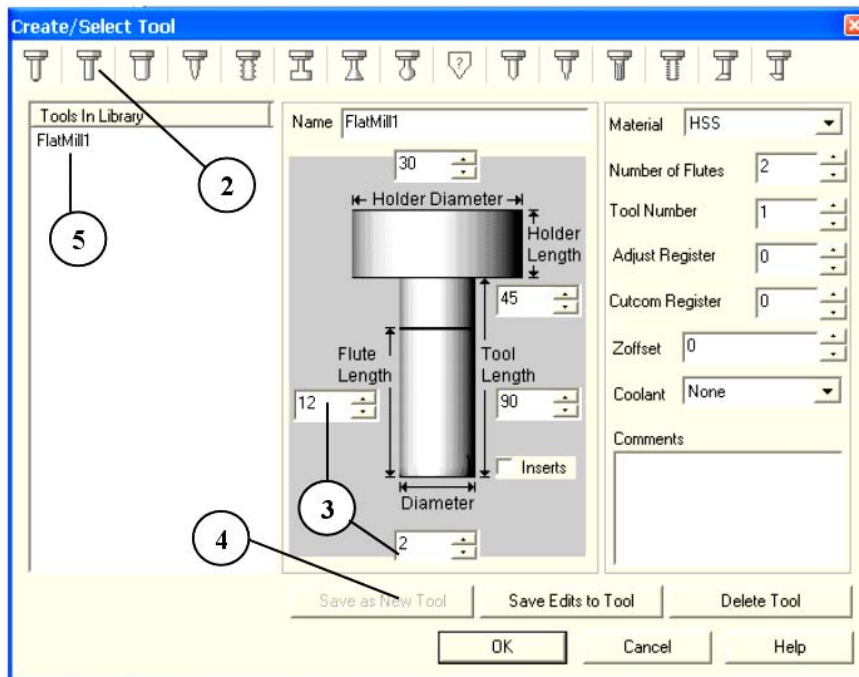 Create/Select Tool
?
Tools In Library
FlatMill1
2
5
Name FlatMill1
30
Holder Diameter
Holder
Length
45
Flute
Length
Tool
Length
12
90
Inserts
Diameter
3
2
4
Material HSS
Number of Flutes 2
Tool Number 1
Adjust Register 0
Cutcom Register 0
Zoffset 0
Coolant None
Comments
Save as New Tool Save Edits to Tool Delete Tool
OK Cancel Help